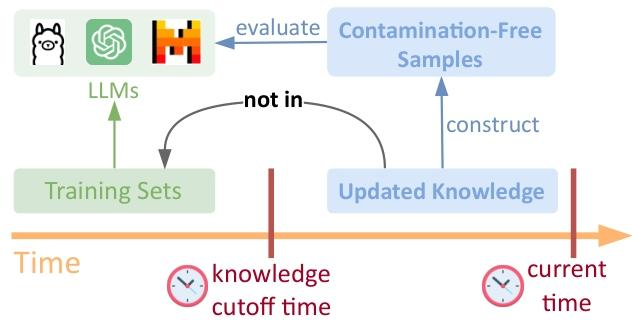 evaluate
Contamination-Free
Samples
LLMs
not in
construct
Training Sets
Updated Knowledge
Time
knowledge
cutoff time
current
time